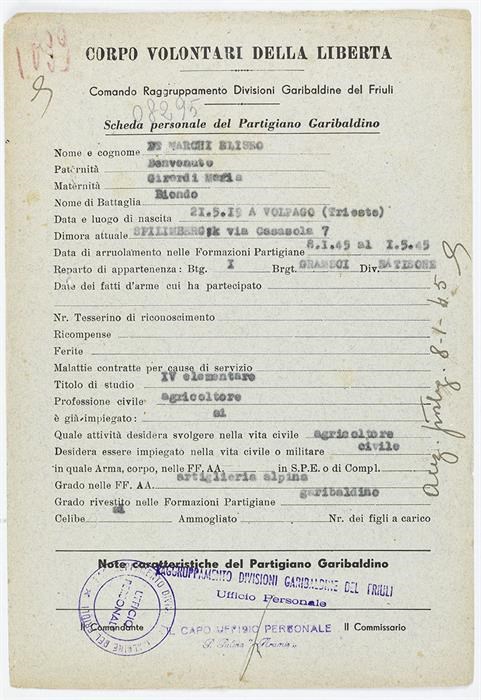 1099
CORPO VOLONTARI DELLA LIBERTA
Comando Raggruppamento Divisioni Garibaldine del Friuli
08295
Scheda personale del Partigiano Garibaldino
Nome e cognome DE MARCHI ELISEO
Paternità Benvenuto
Maternità Girardi Maria
Nome di Battaglia Biondo
Data e luogo di nascita 21.5.19 A VOLPAGO (Trieste)
Dimora attuale SPILIMBERGk via Casasola 7
Data di arruolamento nelle Formazioni Partigiane 8.1.45 al 1.5.45
Reparto di appartenenza: Btg. I Brgt. GRAMSCI Div. NATISONE
Date dei fatti d'arme cui ha partecipato
Nr. Tesserino di riconoscimento
Ricompense
Ferite
Malattie contratte per cause di servizio
Titolo di studio IV elementare
Professione civile agricoltore
è già impiegato: si
Quale attività desidera svolgere nella vita civile agricoltore
Desidera essere impiegato nella vita civile o militare civile
in quale Arma, corpo, nelle FF. AA. in S.P.E. o di Compl.
Grado nelle FF. AA. artiglieria alpina
Grado rivestito nelle Formazioni Partigiane garibaldino
Celibe si Ammogliato Nr. dei figli a carico
8-1-45
Note caratteristiche del Partigiano Garibaldino
RAGGRUPPAMENTO DIVISIONI GARIBALDINE DEL FRIULI
Ufficio Personale
UFFICIO
PERSONALE
Il Comandante IL CAPO UFFICIO PERSONALE Il Commissario